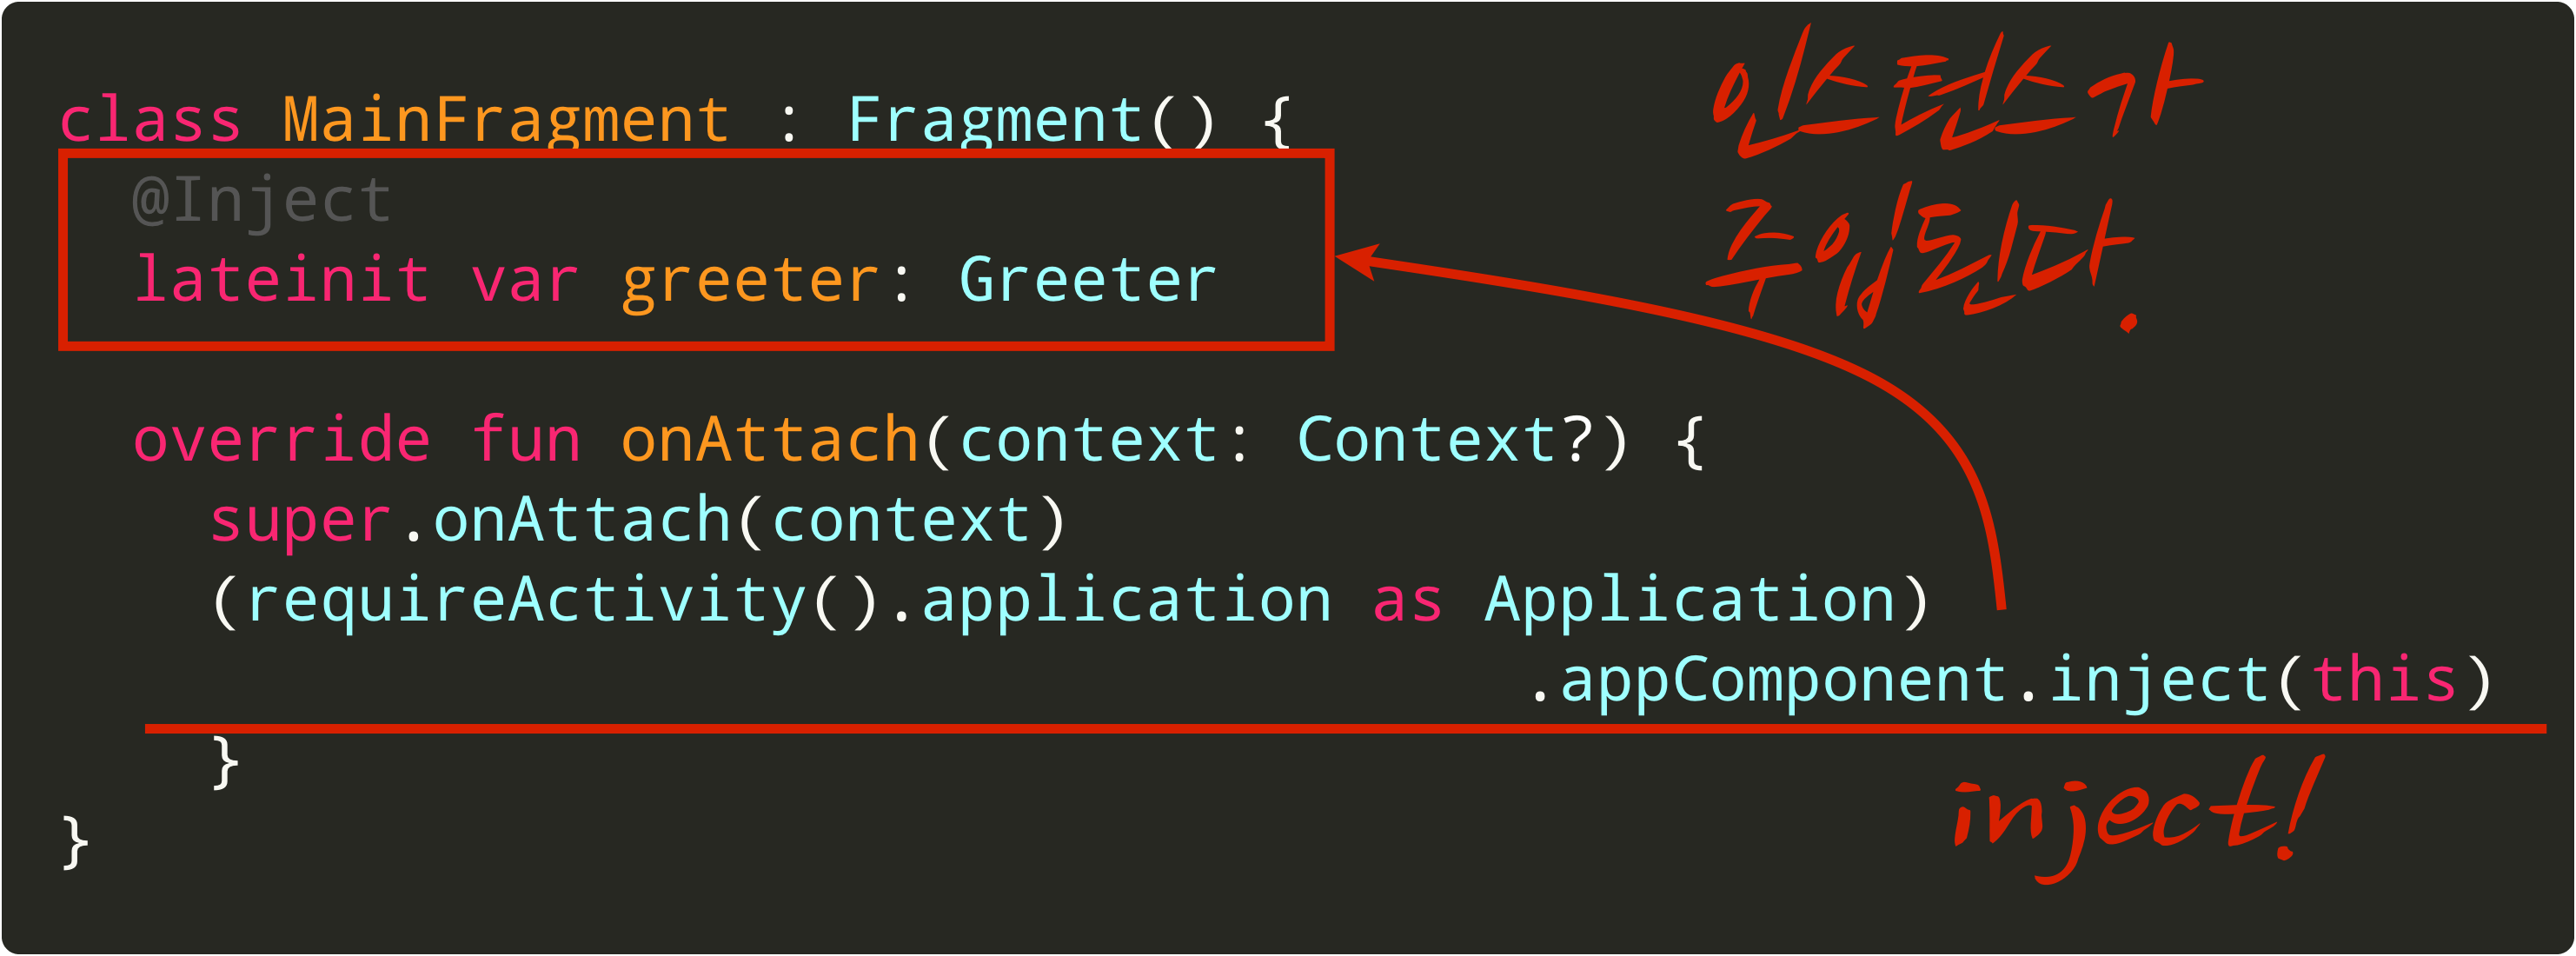 class MainFragment : Fragment() {
@Inject
lateinit var greeter: Greeter
인스턴스가
주입된다.
override fun onAttach(context: Context?) {
super.onAttach(context)
(requireActivity().application as Application)
.appComponent.inject(this)
}
inject!
}